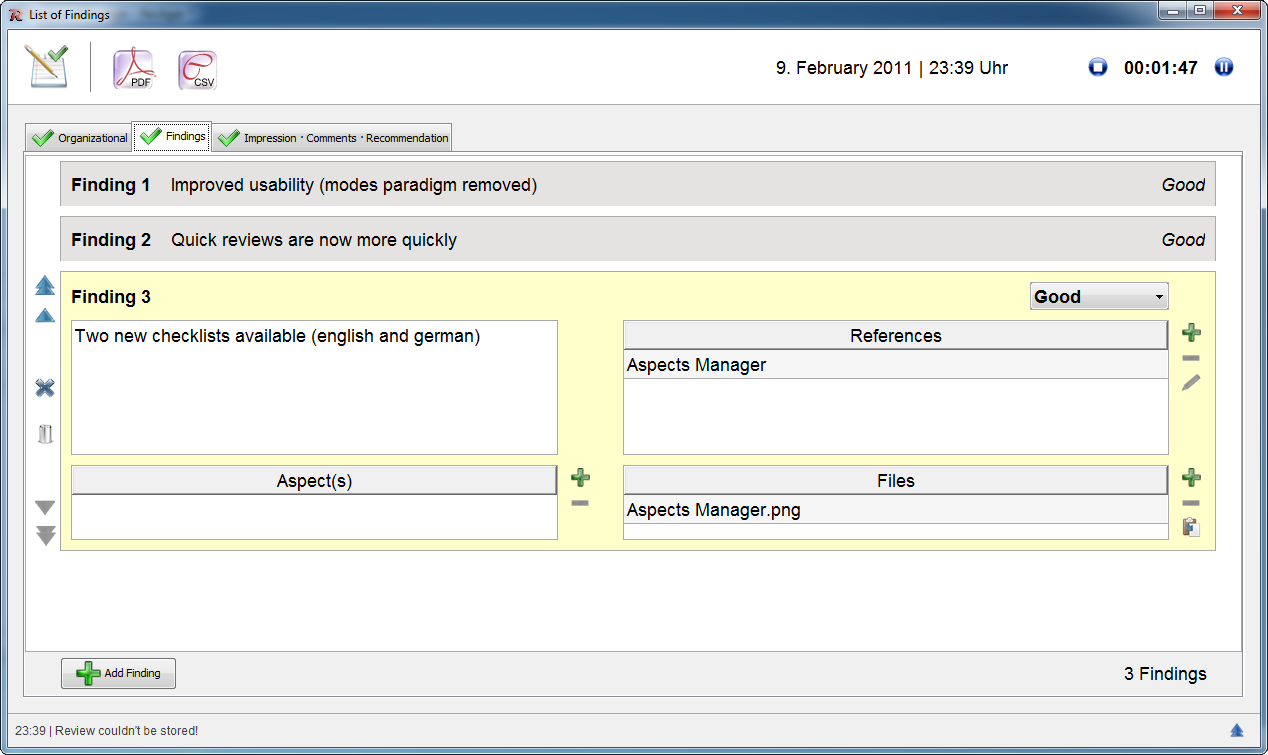 List of Findings
PDF
CSV
9. February 2011 | 23:39 Uhr
00:01:47
Organizational
Findings
Impression · Comments · Recommendation
Finding 1 Improved usability (modes paradigm removed) Good
Finding 2 Quick reviews are now more quickly Good
Finding 3
Good
Two new checklists available (english and german)
References
Aspects Manager
Aspect(s)
Files
Aspects Manager.png
Add Finding
3 Findings
23:39 | Review couldn't be stored!